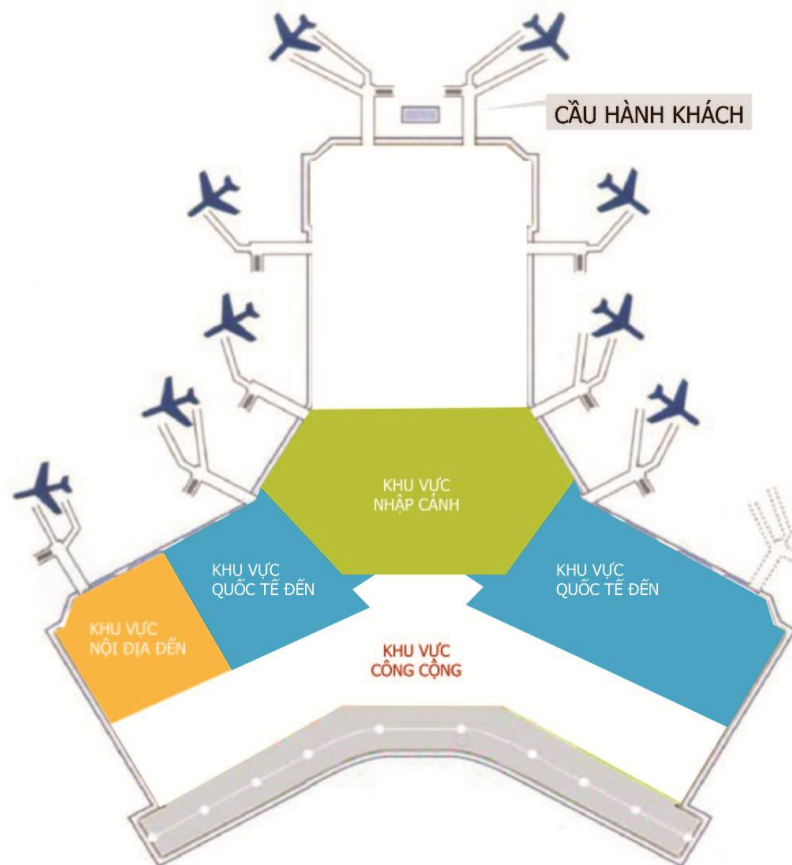 CẦU HÀNH KHÁCH
KHU VỰC
NHẬP CẢNH
KHU VỰC
QUỐC TẾ ĐẾN
KHU VỰC
QUỐC TẾ ĐẾN
KHU VỰC
NỘI ĐỊA ĐẾN
KHU VỰC
CÔNG CỘNG